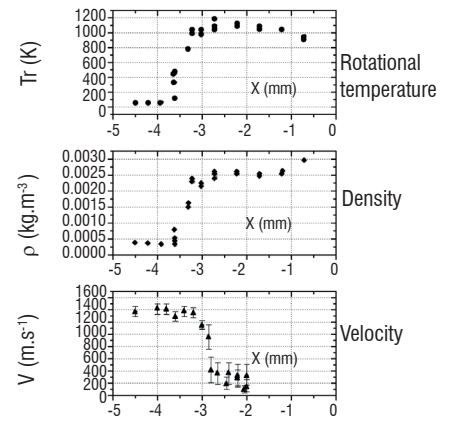 1200
1000
800
600
400
200
0
Tr (K)
X (mm)
Rotational
temperature
-5 -4 -3 -2 -1 0
0.0030
0.0025
0.0020
0.0015
0.0010
0.0005
0.0000
ρ (kg.m-3)
X (mm)
Density
-5 -4 -3 -2 -1 0
1600
1400
1200
1000
800
600
400
200
0
V (m.s-1)
X (mm)
Velocity
-5 -4 -3 -2 -1 0